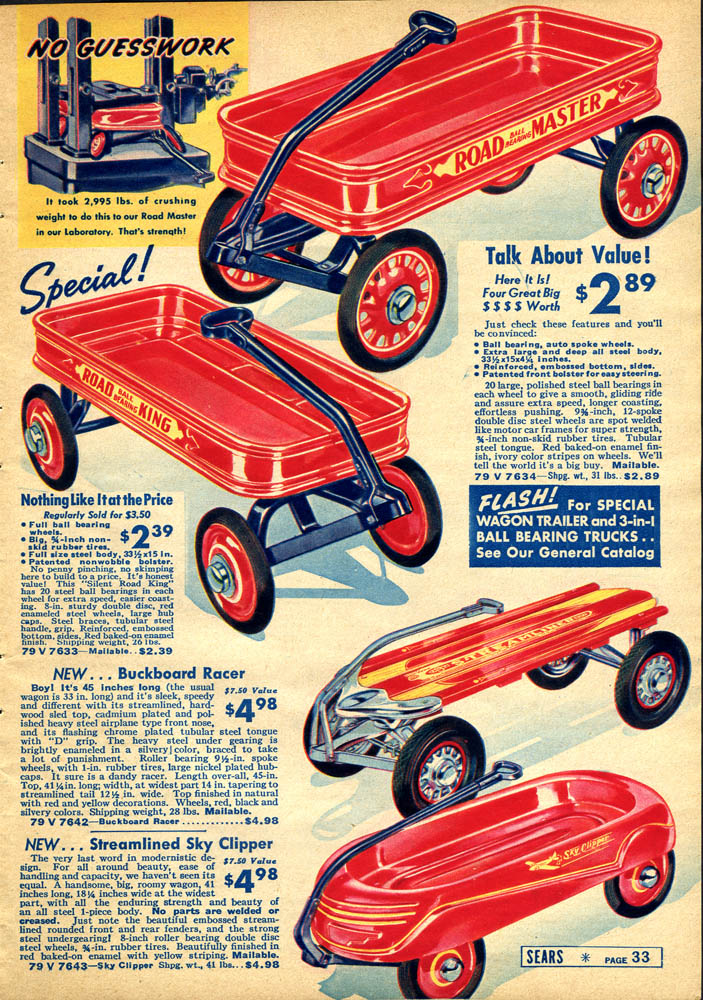 NO GUESSWORK
It took 2,995 lbs. of crushing
weight to do this to our Road Master
in our Laboratory. That's strength!
ROAD BALL BEARING MASTER
Special!
ROAD BALL BEARING KING
Talk About Value!
Here It Is!
Four Great Big
$ $ $ $ Worth
$2 89
Just check these features and you'll
be convinced:
• Ball bearing, auto spoke wheels.
• Extra large and deep all steel body,
33½x15x4¼ inches.
• Reinforced, embossed bottom, sides.
• Patented front bolster for easy steering.
20 large, polished steel ball bearings in
each wheel to give a smooth, gliding ride
and assure extra speed, longer coasting,
effortless pushing. 9⅜-inch, 12-spoke
double disc steel wheels are spot welded
like motor car frames for super strength,
¾-inch non-skid rubber tires. Tubular
steel tongue. Red baked-on enamel fin-
ish, ivory color stripes on wheels. We'll
tell the world it's a big buy. Mailable.
79 V 7634—Shpg. wt., 31 lbs..$2.89
FLASH! For SPECIAL
WAGON TRAILER and 3-in-1
BALL BEARING TRUCKS..
See Our General Catalog
Nothing Like It at the Price
Regularly Sold for $3.50
• Full ball bearing
wheels.
• Big, ¾-inch non-
skid rubber tires.
$2 39
• Full size steel body, 33½x15 in.
• Patented nonwobble bolster.
No penny pinching, no skimping
here to build to a price. It's honest
value! This "Silent Road King"
has 20 steel ball bearings in each
wheel for extra speed, easier coast-
ing. 8-in. sturdy double disc, red
enameled steel wheels, large hub
caps. Steel braces, tubular steel
handle, grip. Reinforced, embossed
bottom, sides. Red baked-on enamel
finish. Shipping weight, 26 lbs.
79 V 7633—Mailable..$2.39
NEW... Buckboard Racer
Boy! It's 45 inches long (the usual
wagon is 33 in. long) and it's sleek, speedy
and different with its streamlined, hard-
wood sled top, cadmium plated and pol-
ished heavy steel airplane type front nose,
and its flashing chrome plated tubular steel tongue
with "D" grip. The heavy steel under gearing is
brightly enameled in a silvery color, braced to take
a lot of punishment. Roller bearing 9½-in. spoke
wheels, with 1-in. rubber tires, large nickel plated hub-
caps. It sure is a dandy racer. Length over-all, 45-in.
Top, 41¼in. long; width, at widest part 14 in. tapering to
streamlined tail 12½ in. wide. Top finished in natural
with red and yellow decorations. Wheels, red, black and
silvery colors. Shipping weight, 28 lbs. Mailable.
79 V 7642—Buckboard Racer.............$4.98
$7.50 Value
$4 98
NEW... Streamlined Sky Clipper
The very last word in modernistic de-
sign. For all around beauty, ease of
handling and capacity, we haven't seen its
equal. A handsome, big, roomy wagon, 41
inches long, 18¼ inches wide at the widest
part, with all the enduring strength and beauty of
an all steel 1-piece body. No parts are welded or
creased. Just note the beautiful embossed stream-
lined rounded front and rear fenders, and the strong
steel undergearing! 8-inch roller bearing double disc
steel wheels, ¾-in. rubber tires. Beautifully finished in
red baked-on enamel with yellow striping. Mailable.
79 V 7643—Sky Clipper Shpg. wt., 41 lbs...$4.98
$7.50 Value
$4 98
Sky Clipper
SEARS * PAGE 33